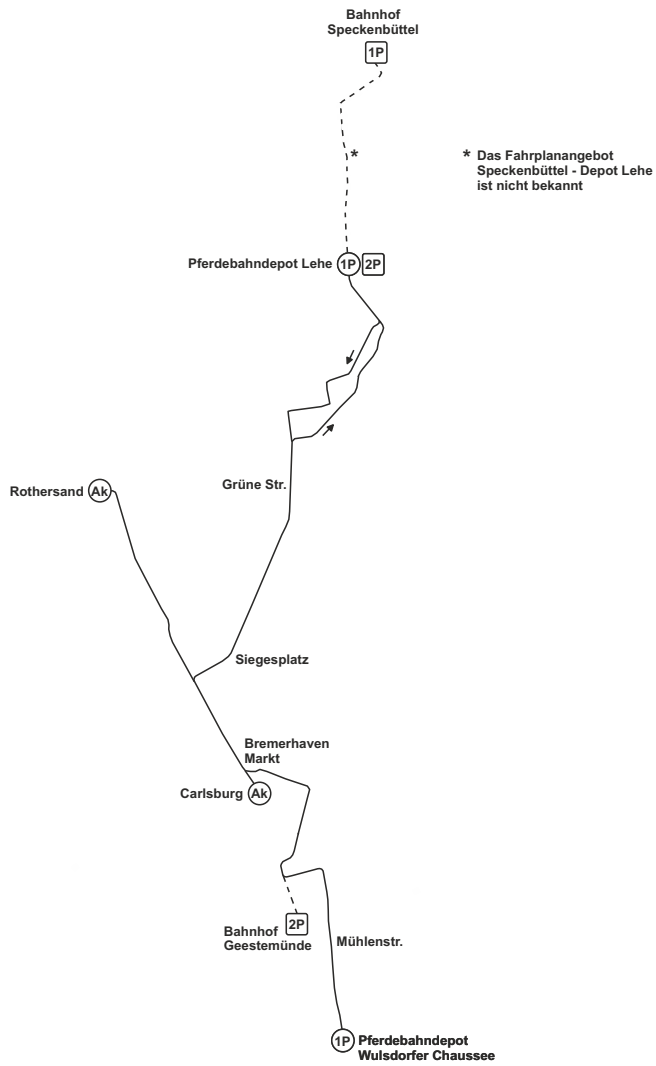 Bahnhof
Speckenbüttel
1P
*
* Das Fahrplanangebot
Speckenbüttel - Depot Lehe
ist nicht bekannt
Pferdebahndepot Lehe 1P 2P
Grüne Str.
Rothersand Ak
Siegesplatz
Bremerhaven
Markt
Carlsburg Ak
2P
Bahnhof
Geestemünde
Mühlenstr.
1P Pferdebahndepot
Wulsdorfer Chaussee